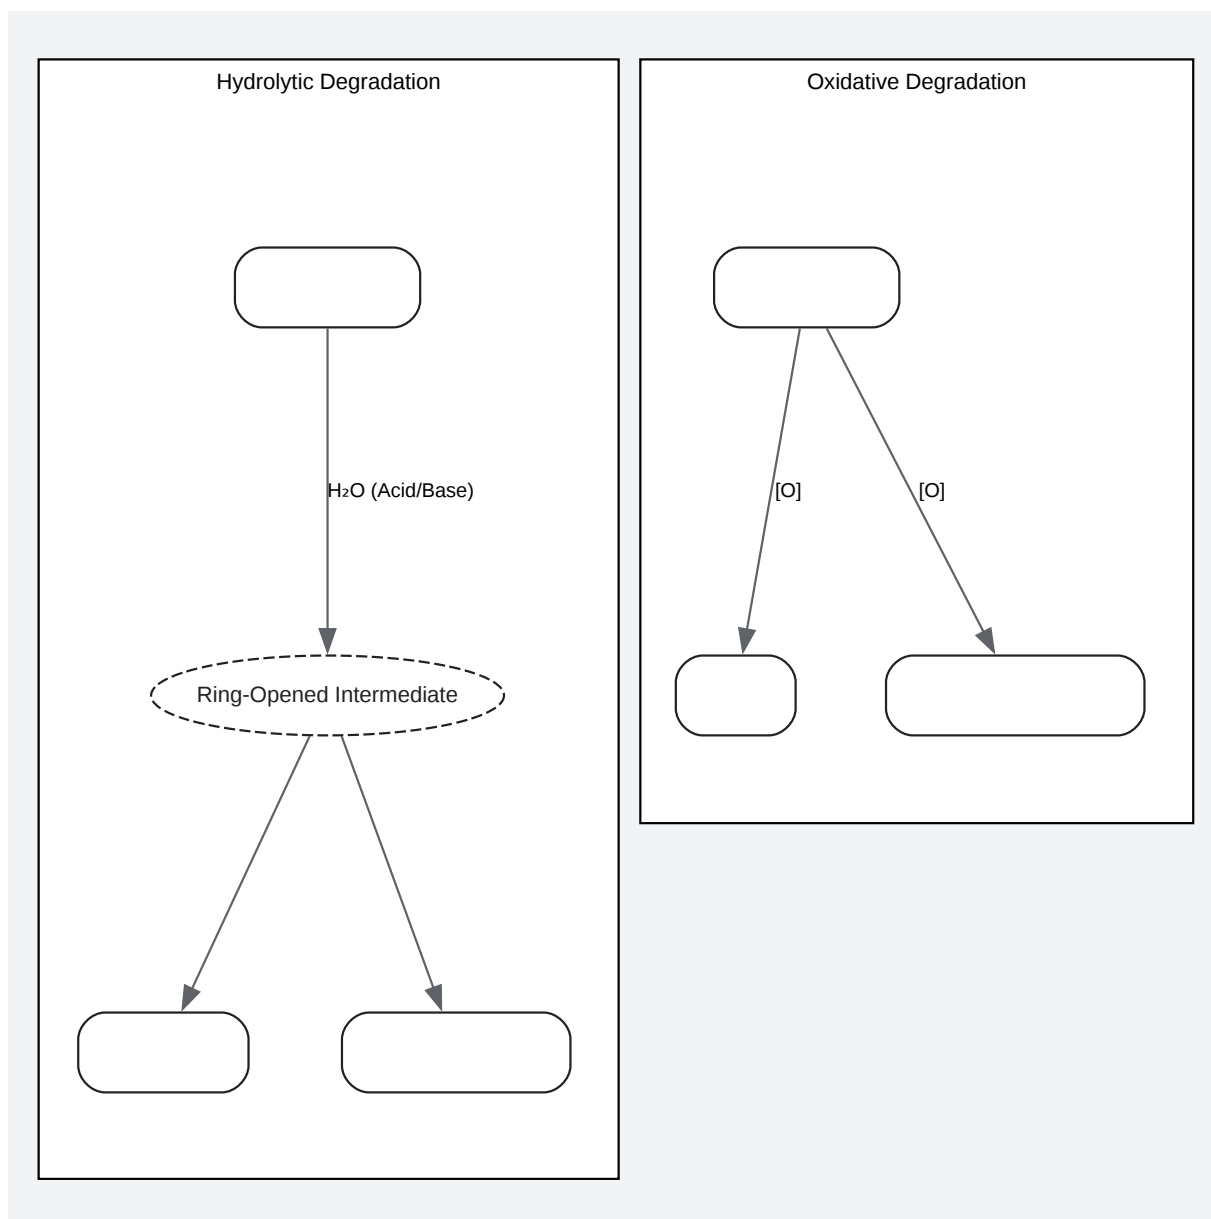 Hydrolytic Degradation
Oxidative Degradation
H₂O (Acid/Base)
[O]
[O]
Ring-Opened Intermediate